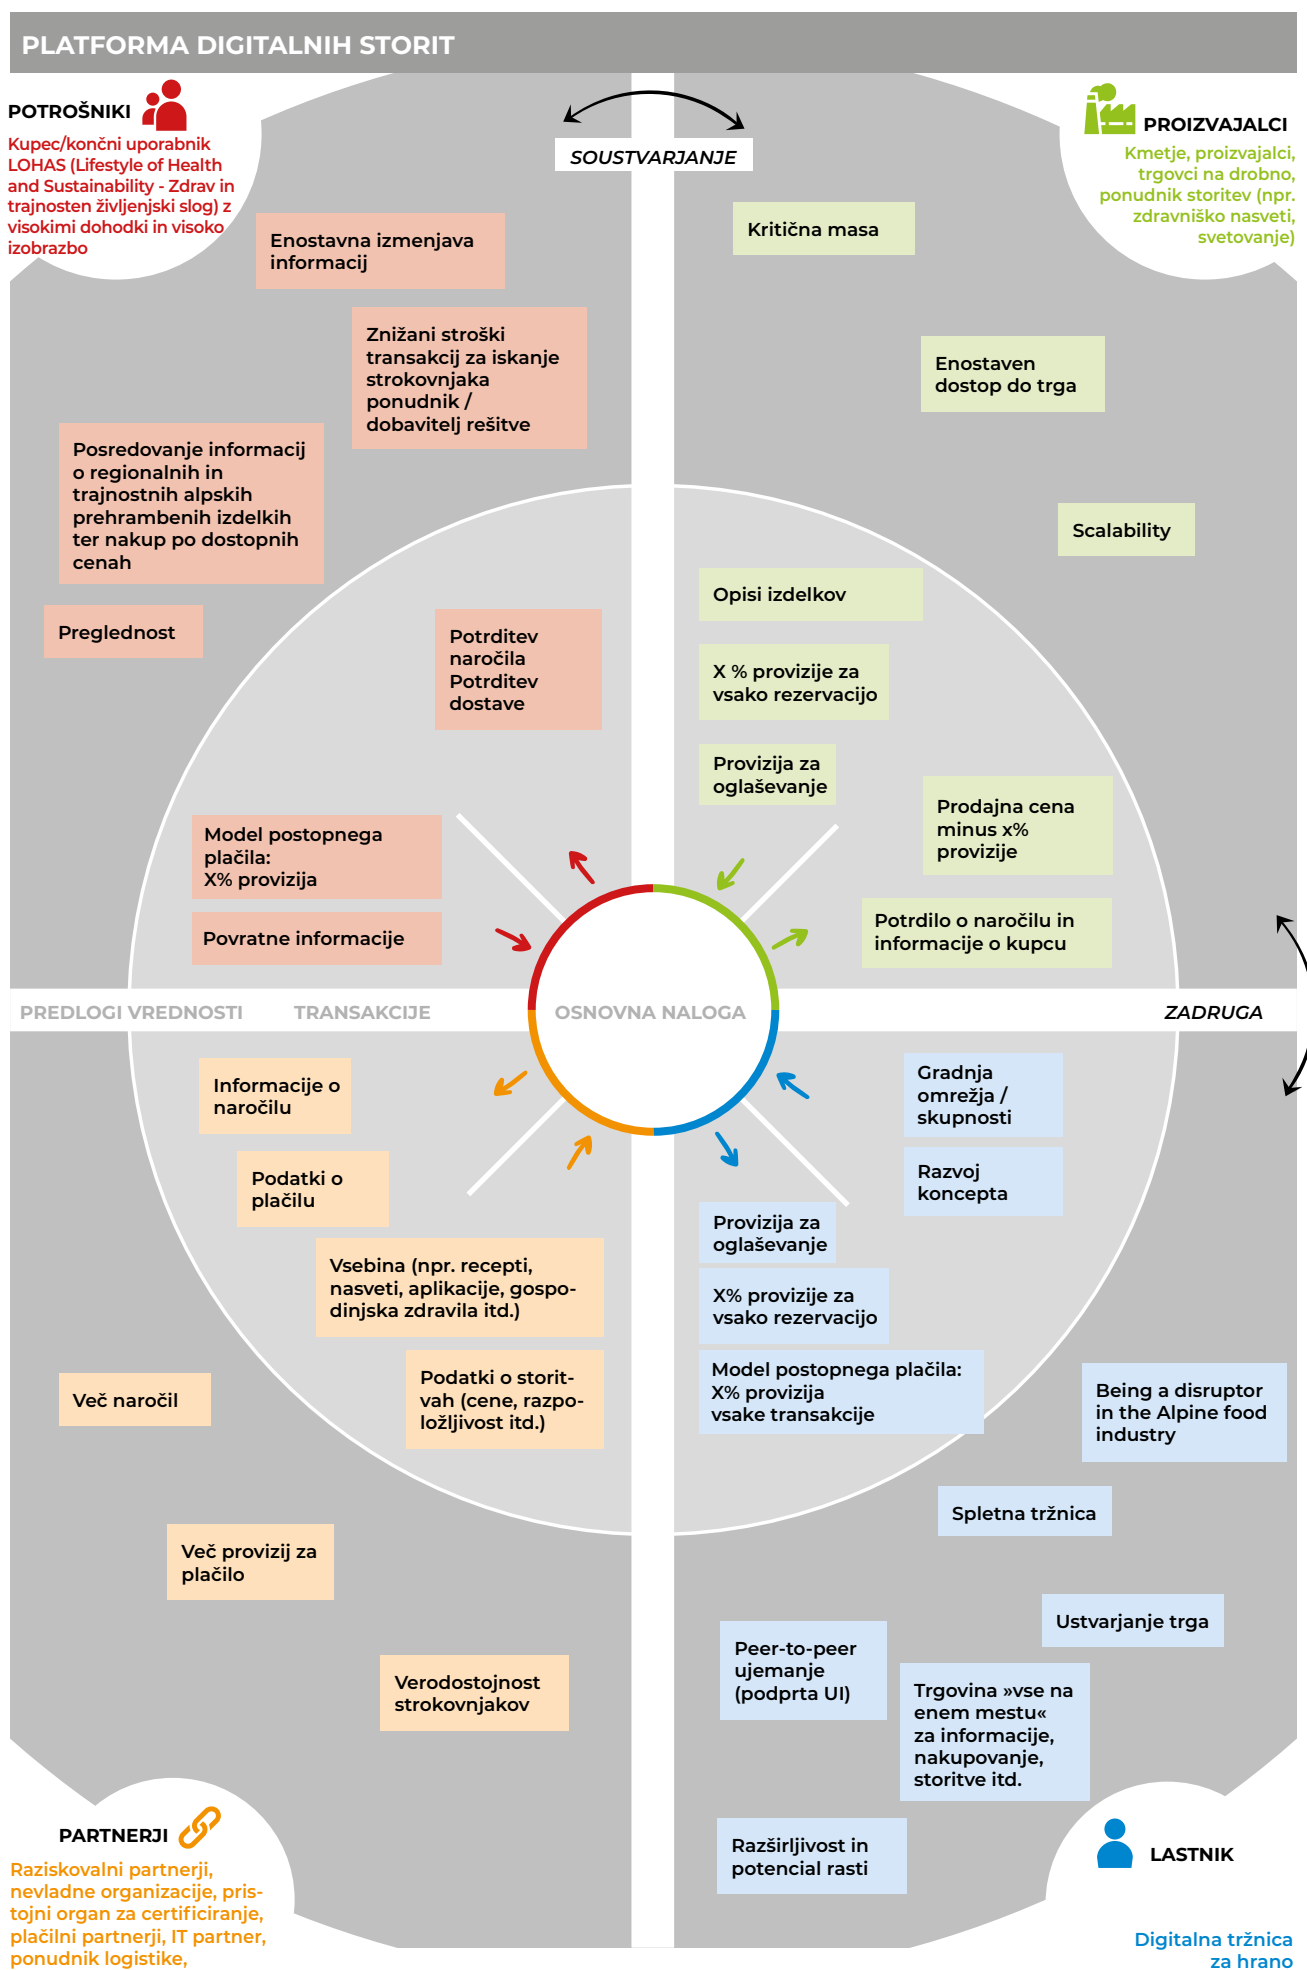 PLATFORMA DIGITALNIH STORIT
POTROŠNIKI
Kupec/končni uporabnik
LOHAS (Lifestyle of Health
and Sustainability - Zdrav in
trajnosten življenjski slog) z
visokimi dohodki in visoko
izobrazbo
SOUSTVARJANJE
PROIZVAJALCI
Kmetje, proizvajalci,
trgovci na drobno,
ponudnik storitev (npr.
zdravniško nasveti,
svetovanje)
Enostavna izmenjava
informacij
Znižani stroški
transakcij za iskanje
strokovnjaka
ponudnik /
dobavitelj rešitve
Posredovanje informacij
o regionalnih in
trajnostnih alpskih
prehrambenih izdelkih
ter nakup po dostopnih
cenah
Preglednost
Potrditev
naročila
Potrditev
dostave
Model postopnega
plačila:
X% provizija
Povratne informacije
Kritična masa
Enostaven
dostop do trga
Scalability
Opisi izdelkov
X % provizije za
vsako rezervacijo
Provizija za
oglaševanje
Prodajna cena
minus x%
provizije
Potrdilo o naročilu in
informacije o kupcu
PREDLOGI VREDNOSTI
TRANSAKCIJE
OSNOVNA NALOGA
ZADRUGA
Informacije o
naročilu
Podatki o
plačilu
Vsebina (npr. recepti,
nasveti, aplikacije, gospo-
dinjska zdravila itd.)
Podatki o storit-
vah (cene, razpo-
ložljivost itd.)
Več naročil
Več provizij za
plačilo
Verodostojnost
strokovnjakov
Gradnja
omrežja /
skupnosti
Razvoj
koncepta
Provizija za
oglaševanje
X% provizije za
vsako rezervacijo
Model postopnega plačila:
X% provizija
vsake transakcije
Being a disruptor
in the Alpine food
industry
Spletna tržnica
Ustvarjanje trga
Peer-to-peer
ujemanje
(podprta UI)
Trgovina »vse na
enem mestu«
za informacije,
nakupovanje,
storitve itd.
Razširljivost in
potencial rasti
PARTNERJI
Raziskovalni partnerji,
nevladne organizacije, pris-
tojni organ za certificiranje,
plačilni partnerji, IT partner,
ponudnik logistike,
LASTNIK
Digitalna tržnica
za hrano